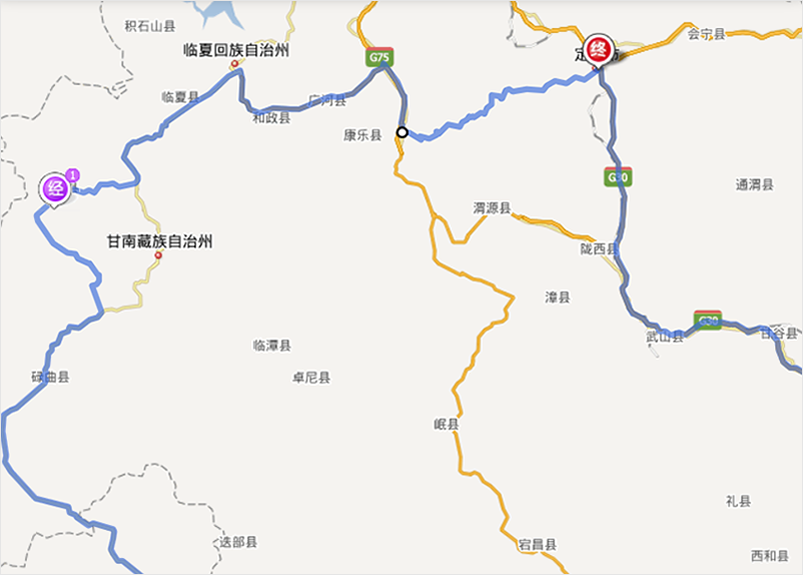 积石山县
会宁县
临夏回族自治州
G75
终
临夏县
广河县
和政县
康乐县
1
经
G30
通渭县
渭源县
甘南藏族自治州
陇西县
漳县
武山县
甘谷县
临潭县
碌曲县
卓尼县
岷县
礼县
迭部县
宕昌县
西和县